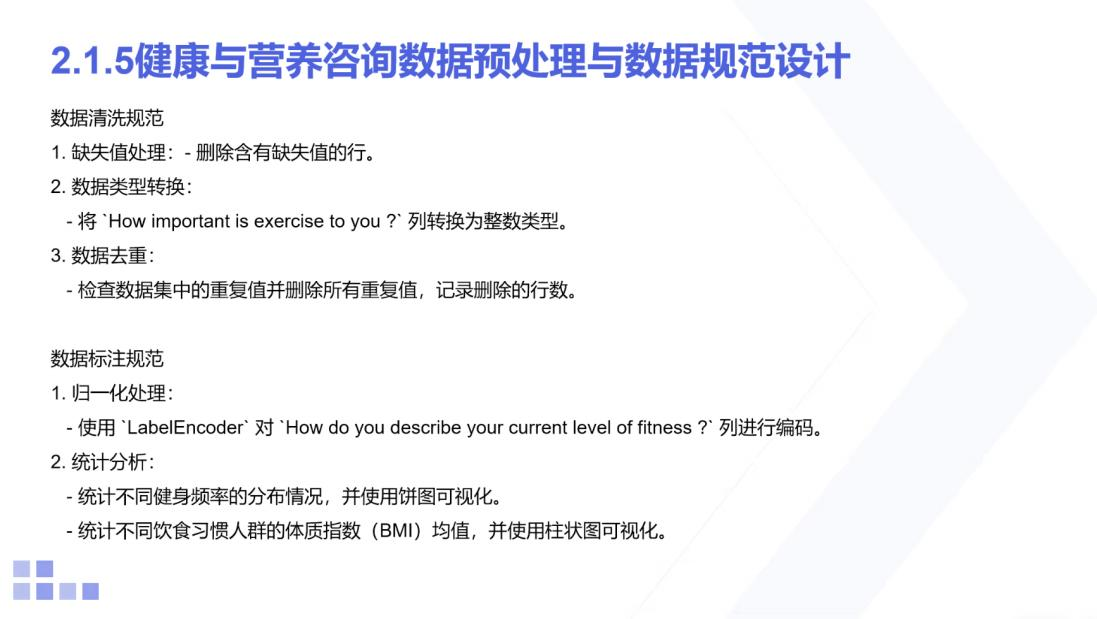 2.1.5健康与营养咨询数据预处理与数据规范设计
数据清洗规范
1. 缺失值处理：- 删除含有缺失值的行。
2. 数据类型转换：
- 将 `How important is exercise to you ?` 列转换为整数类型。
3. 数据去重：
- 检查数据集中的重复值并删除所有重复值，记录删除的行数。
数据标注规范
1. 归一化处理：
- 使用 `LabelEncoder` 对 `How do you describe your current level of fitness ?` 列进行编码。
2. 统计分析：
- 统计不同健身频率的分布情况，并使用饼图可视化。
- 统计不同饮食习惯人群的体质指数（BMI）均值，并使用柱状图可视化。